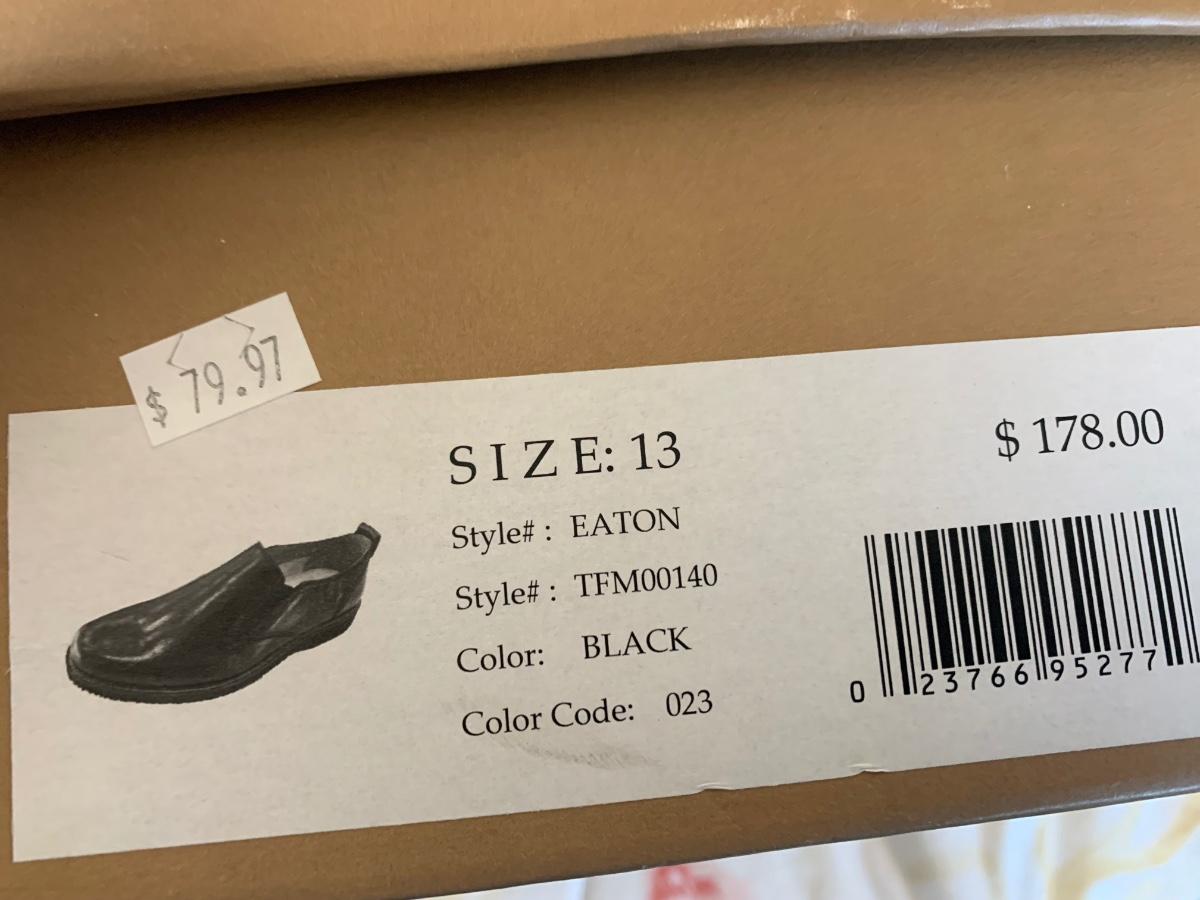 $ 79.97
SIZE: 13
$ 178.00
Style# : EATON
Style# : TFM00140
Color: BLACK
Color Code: 023
0 23766 95277